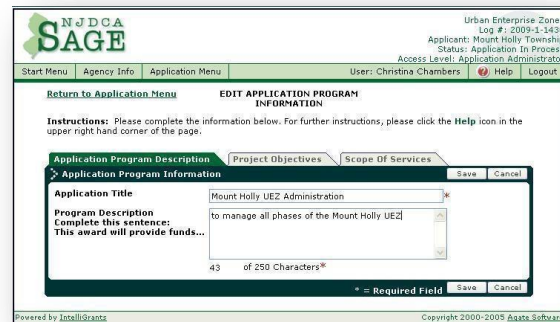 NJDCA
SAGE
Urban Enterprise Zone
Log #: 2009-1-143
Applicant: Mount Holly Township
Status: Application In Process
Access Level: Application Administrator
Start Menu Agency Info Application Menu User: Christina Chambers Help Logout
Return to Application Menu EDIT APPLICATION PROGRAM
INFORMATION
Instructions: Please complete the information below. For further instructions, please click the Help icon in the
upper right hand corner of the page.
Application Program Description Project Objectives Scope Of Services
Application Program Information Save Cancel
Application Title Mount Holly UEZ Administration *
Program Description to manage all phases of the Mount Holly UEZ
Complete this sentence:
This award will provide funds...
43 of 250 Characters*
* = Required Field Save Cancel
Powered by IntelliGrants Copyright 2000-2005 Agate Software